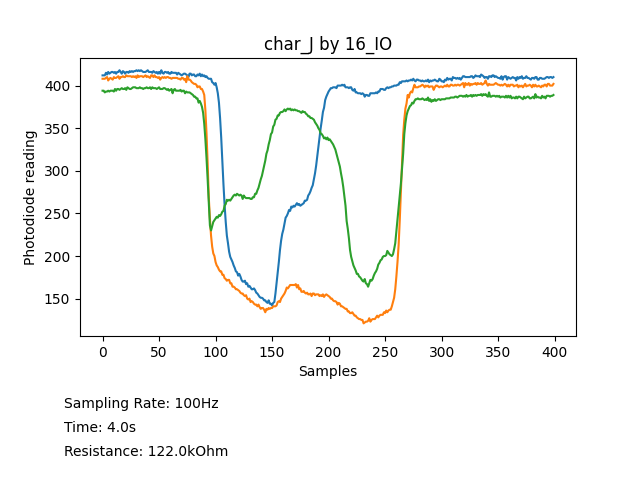 char_J by 16_IO
Photodiode reading
400
350
300
250
200
150
0 50 100 150 200 250 300 350 400
Samples
Sampling Rate: 100Hz
Time: 4.0s
Resistance: 122.0kOhm